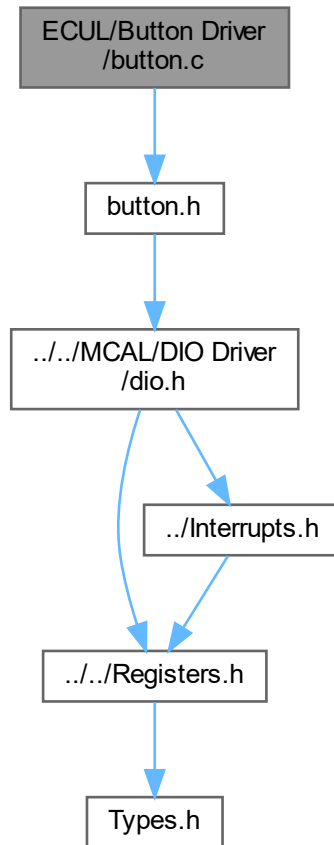 ECUL/Button Driver
/button.c
button.h
../../MCAL/DIO Driver
/dio.h
../Interrupts.h
../../Registers.h
Types.h